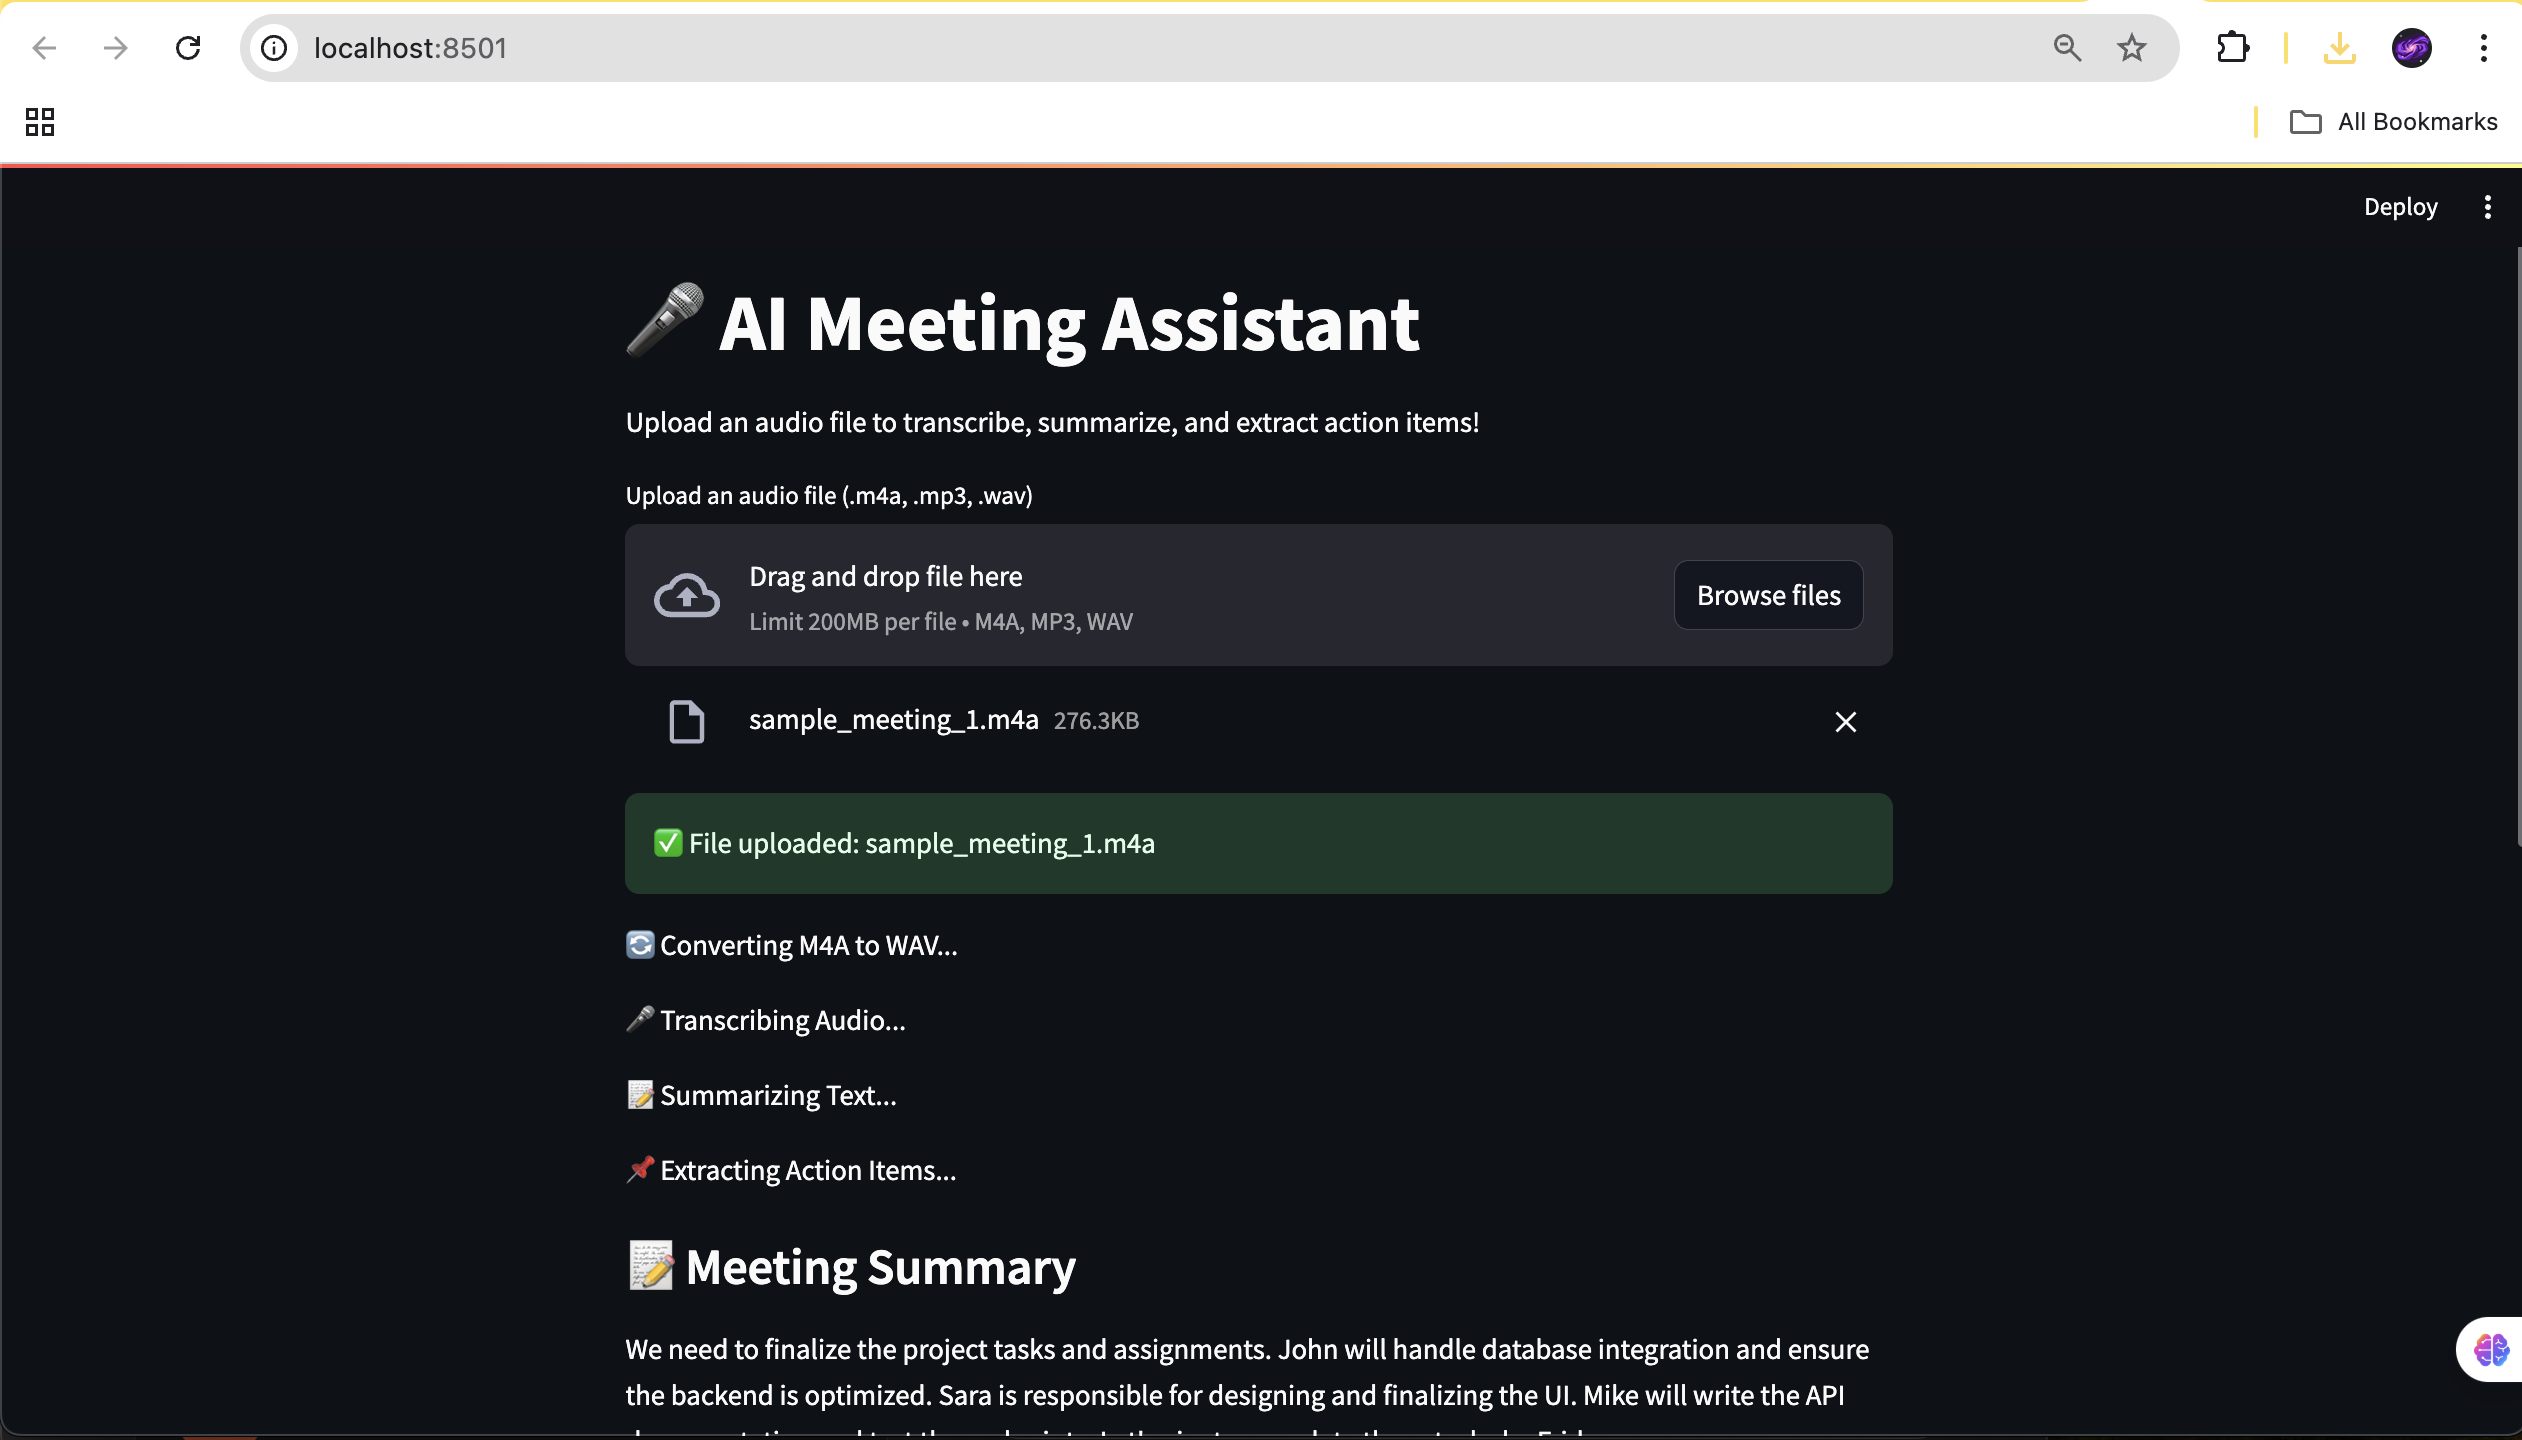 localhost:8501
All Bookmarks
Deploy
AI Meeting Assistant
Upload an audio file to transcribe, summarize, and extract action items!
Upload an audio file (.m4a, .mp3, .wav)
Drag and drop file here
Limit 200MB per file • M4A, MP3, WAV
Browse files
sample_meeting_1.m4a 276.3KB
File uploaded: sample_meeting_1.m4a
Converting M4A to WAV...
Transcribing Audio...
Summarizing Text...
Extracting Action Items...
Meeting Summary
We need to finalize the project tasks and assignments. John will handle database integration and ensure
the backend is optimized. Sara is responsible for designing and finalizing the UI. Mike will write the API